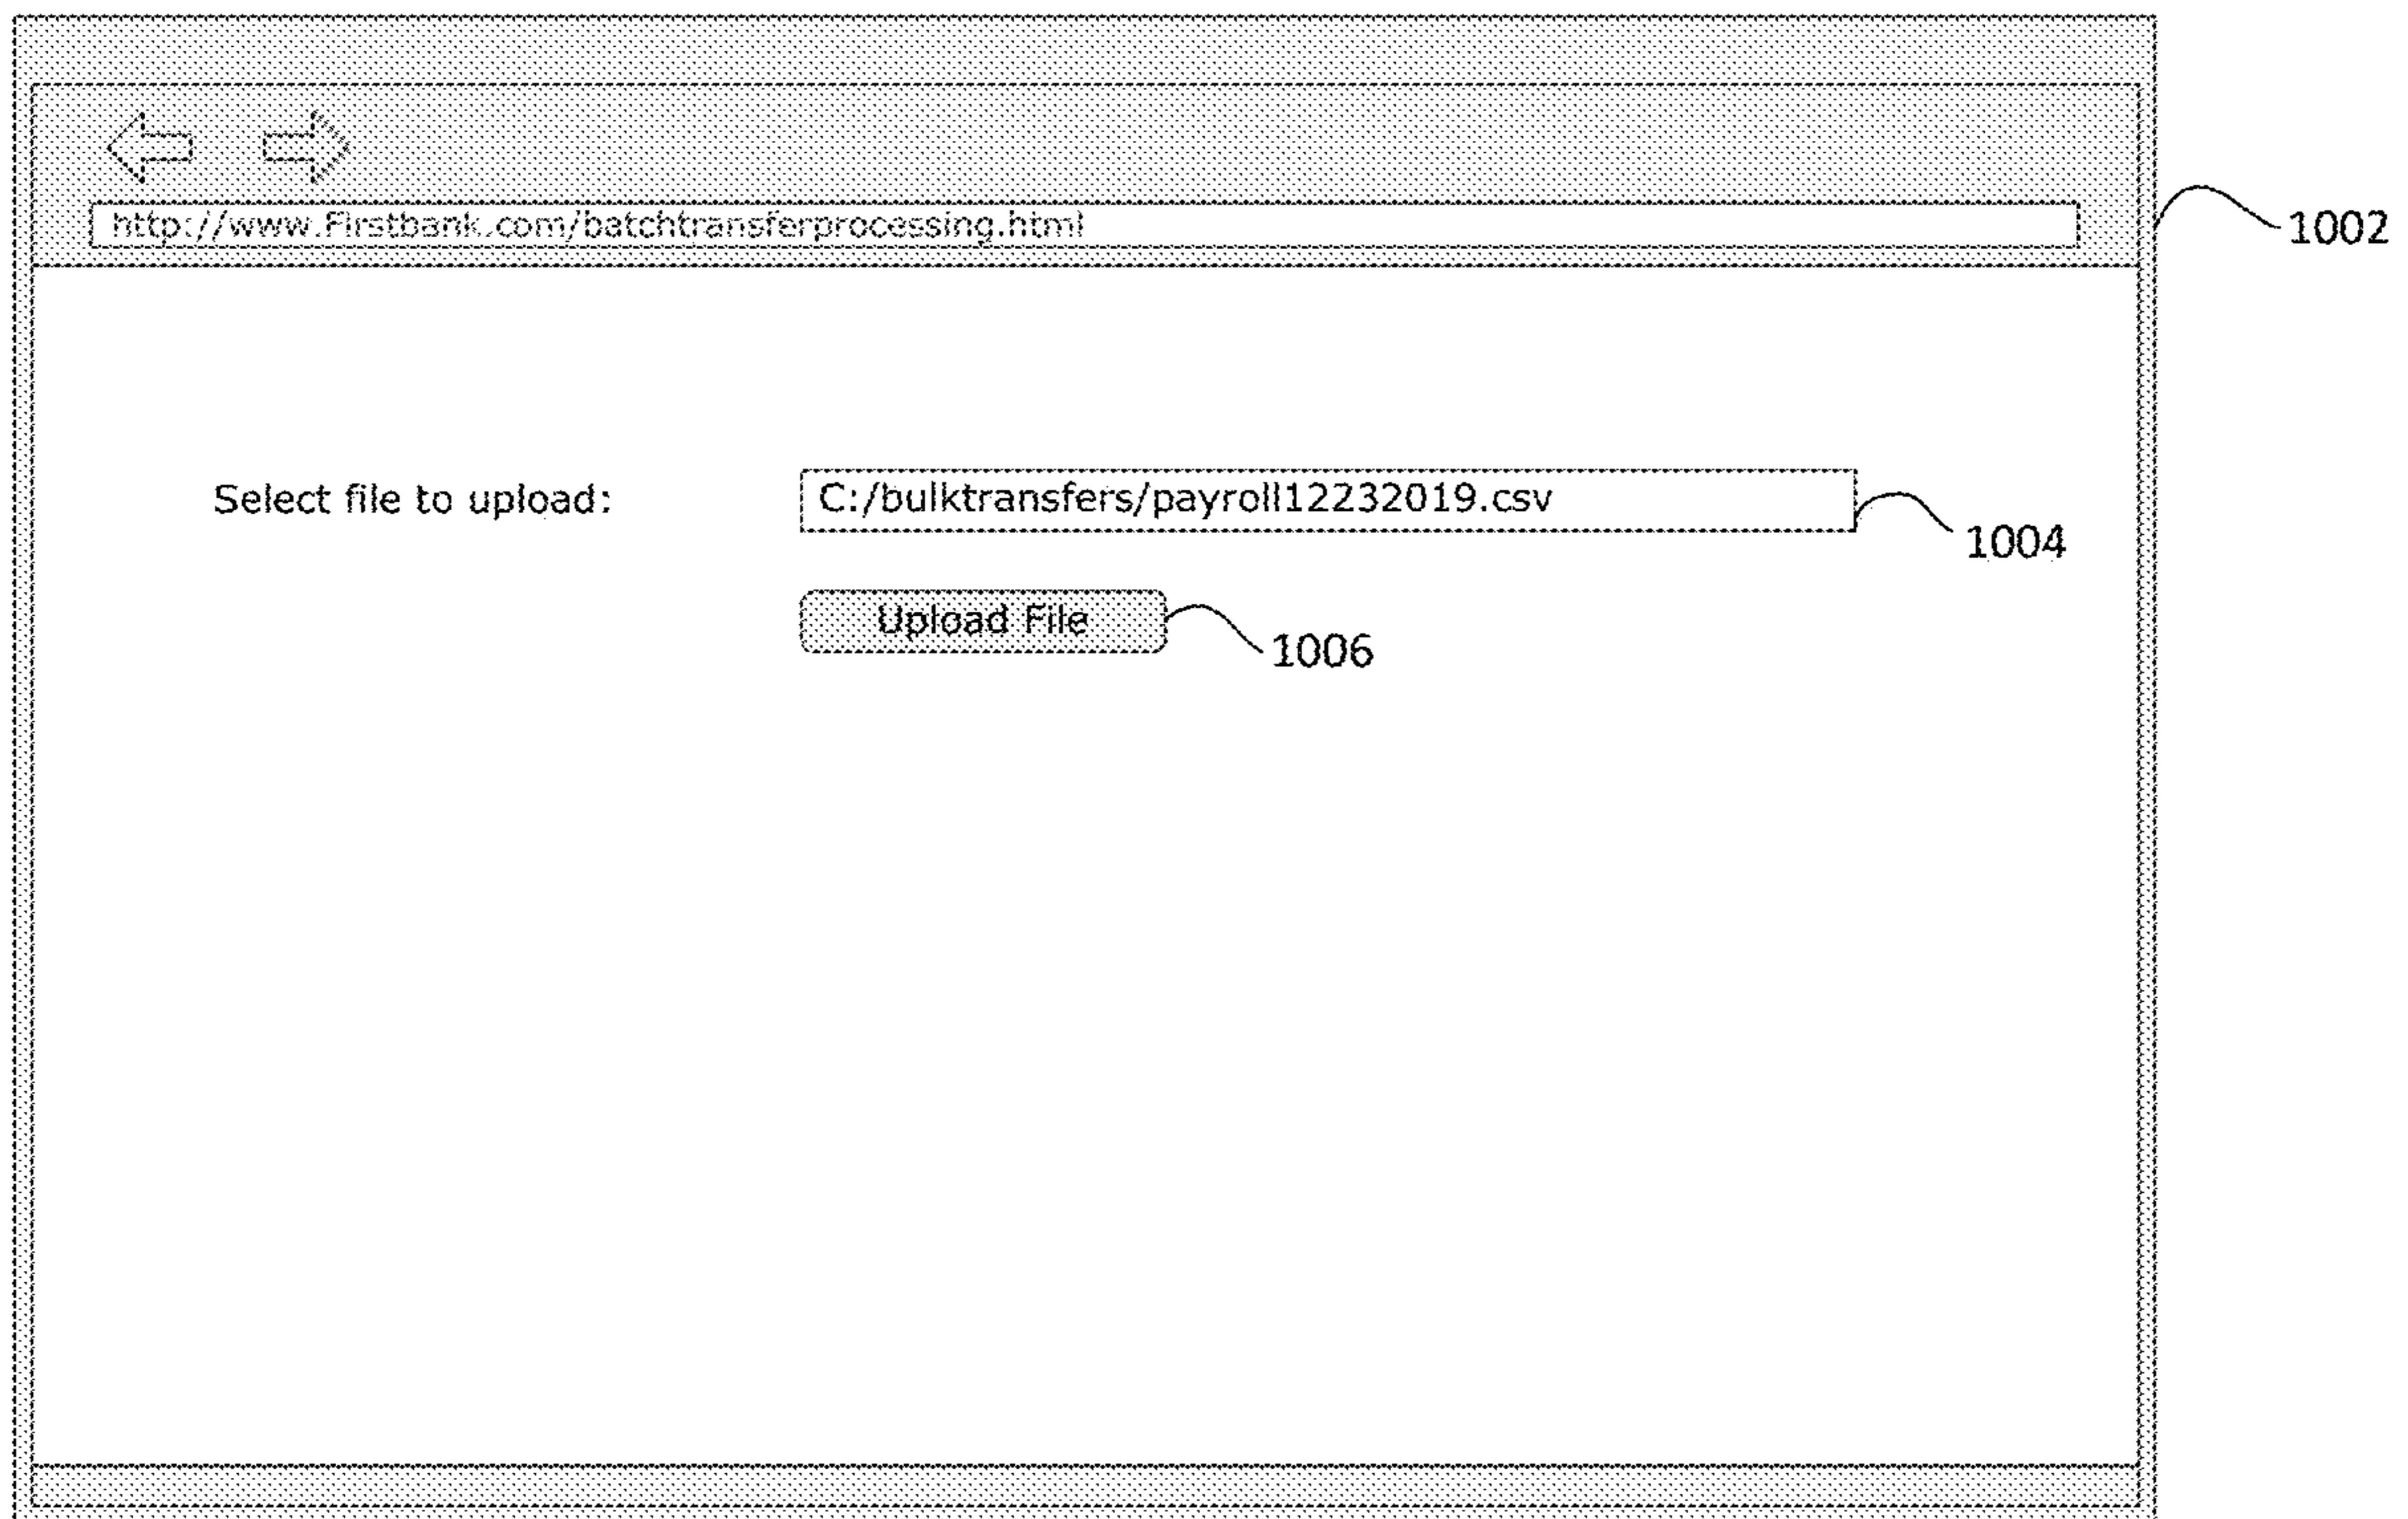 http://www.Firstbank.com/batchtransferprocessing.html
1002
Select file to upload:
C:/bulktransfers/payroll12232019.csv
1004
Upload File
1006